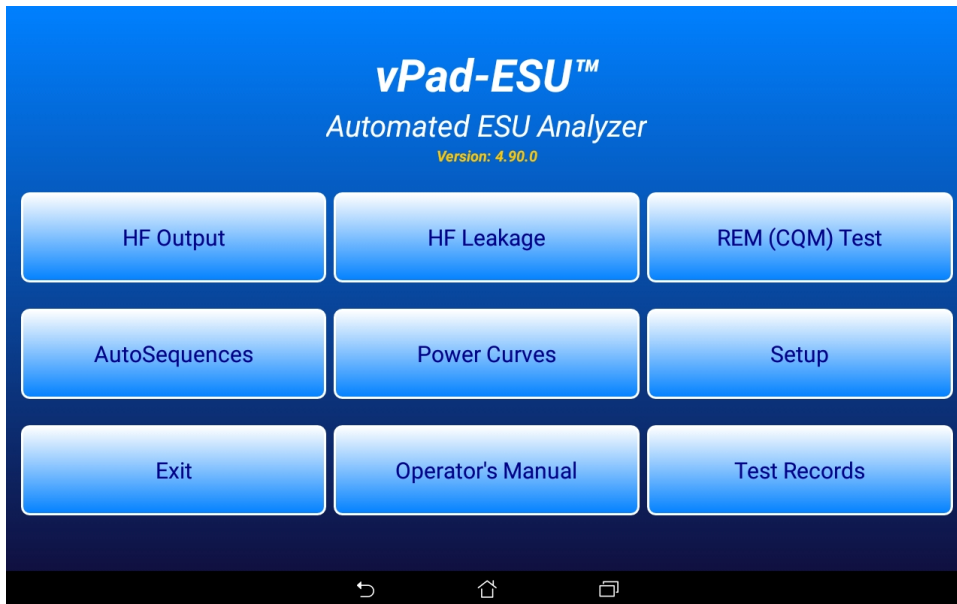 vPad-ESU™
Automated ESU Analyzer
Version: 4.90.0
HF Output
HF Leakage
REM (CQM) Test
AutoSequences
Power Curves
Setup
Exit
Operator's Manual
Test Records